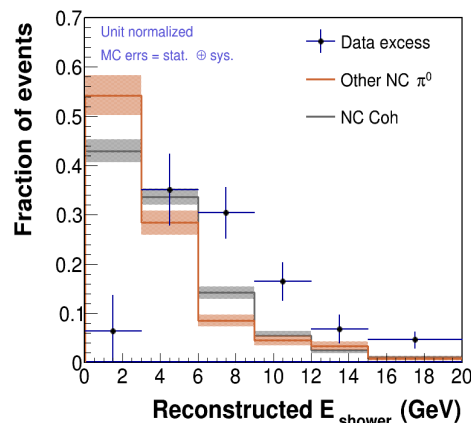 Unit normalized
MC errs = stat. ⊕ sys.
Data excess
Other NC π⁰
NC Coh
Fraction of events
0.7
0.6
0.5
0.4
0.3
0.2
0.1
0
0 2 4 6 8 10 12 14 16 18 20
Reconstructed E shower (GeV)